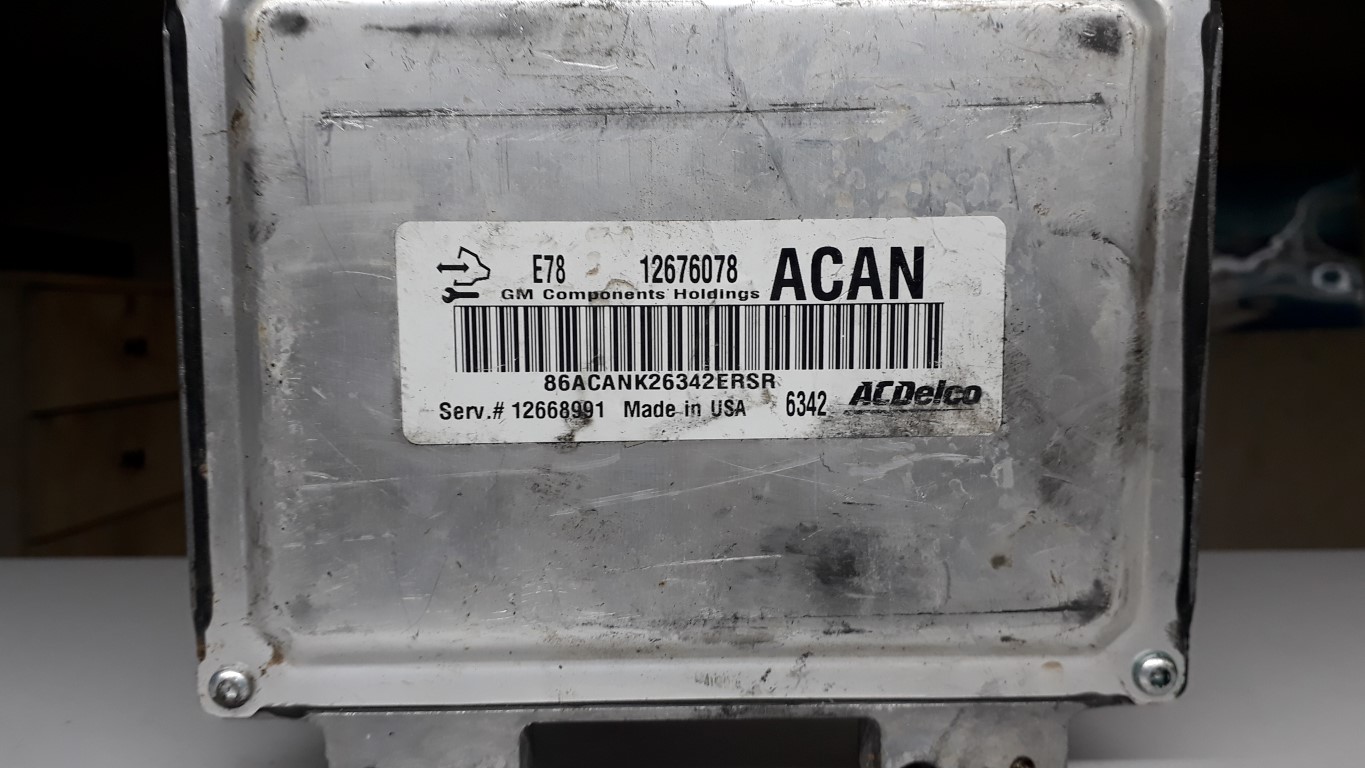 E78 12676078 ACAN
GM Components Holdings
86ACANK26342ERSR
Serv.# 12668991 Made in USA 6342 ACDelco